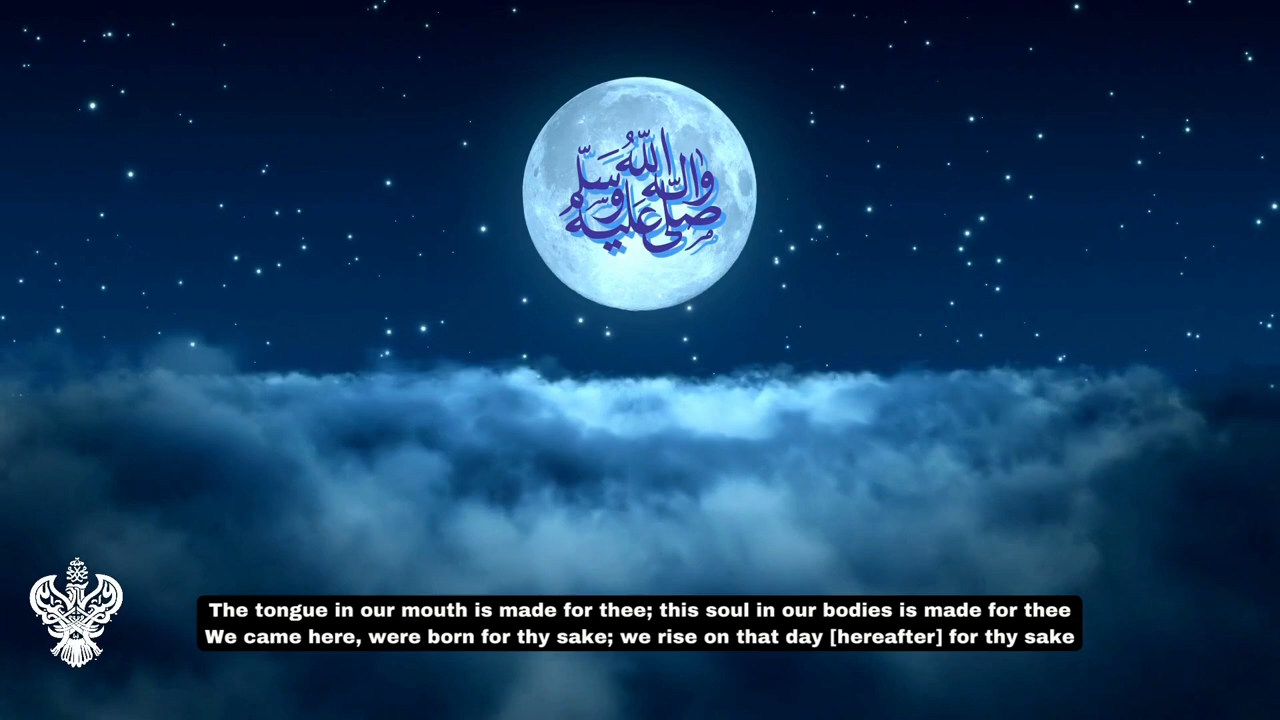 صلى الله عليه واله وسلم
The tongue in our mouth is made for thee; this soul in our bodies is made for thee
We came here, were born for thy sake; we rise on that day [hereafter] for thy sake